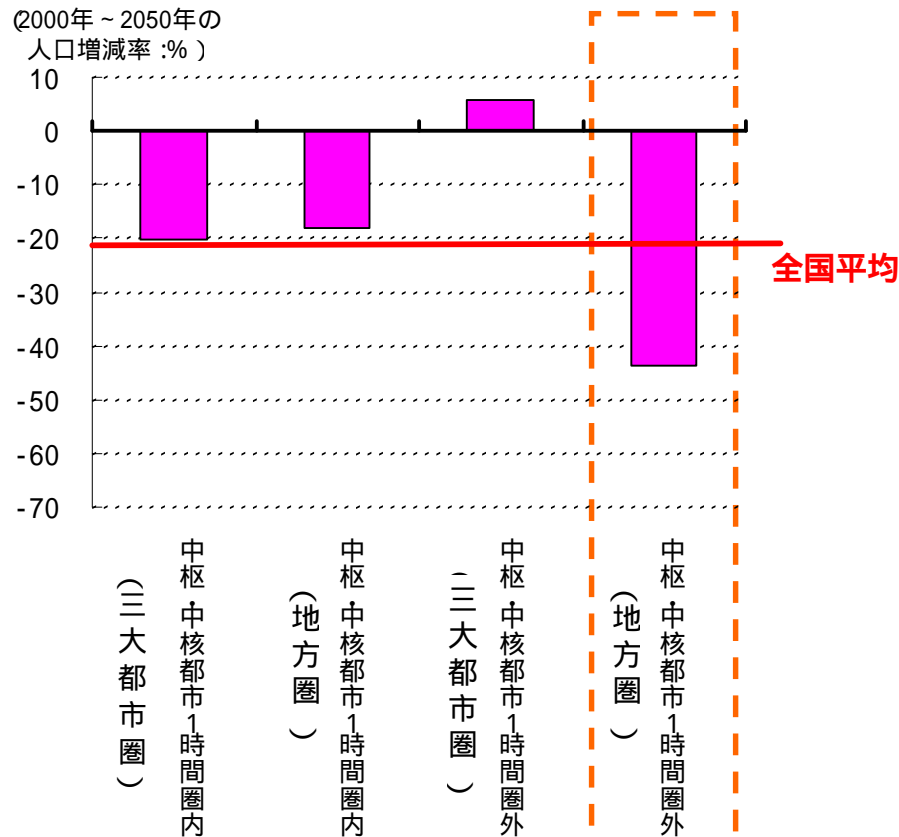 (2000年~2050年の
人口増減率:%)
10
0
-10
-20
-30
-40
-50
-60
-70
全国平均
中枢・中核都市1時間圏内
(三大都市圏)
中枢・中核都市1時間圏内
(地方圏)
中枢・中核都市1時間圏外
(三大都市圏)
中枢・中核都市1時間圏外
(地方圏)